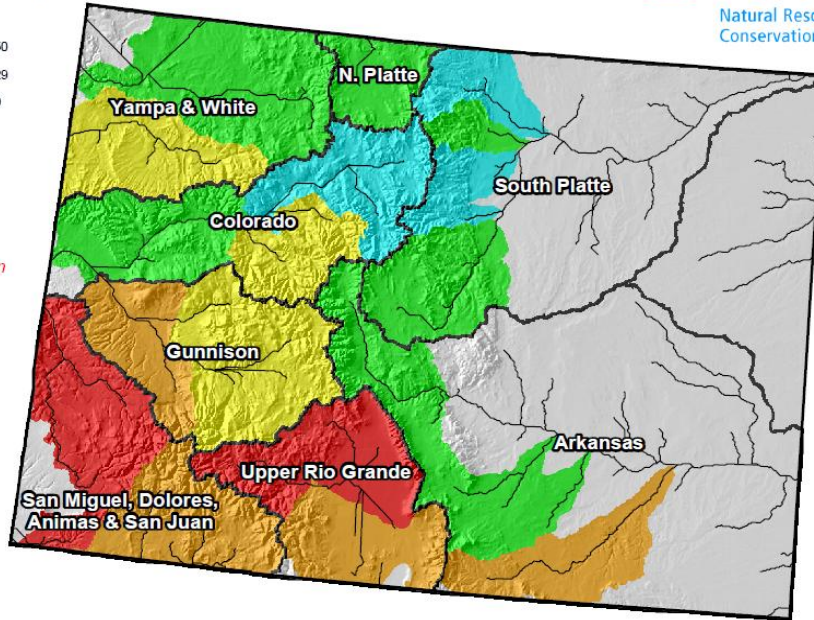 Natural
Conservation
N. Platte
Yampa & White
South Platte
Colorado
Gunnison
Arkansas
Upper Rio Grande
San Miguel, Dolores,
Animas & San Juan